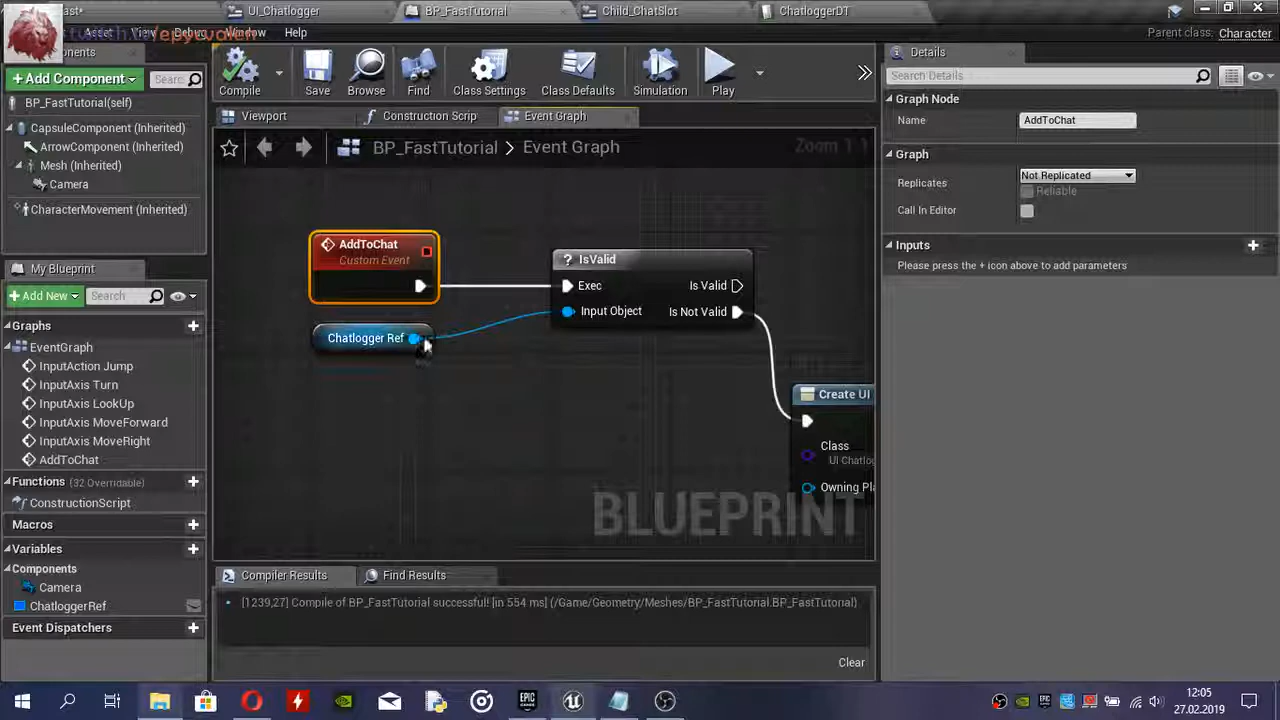 UI_Chatlogger
BP_FastTutorial
Child_ChatSlot
ChatloggerDT
Asset View Debug Window Help
Parent class: Character
+Add Component
Searc
Compile
Save
Browse
Find
Class Settings
Class Defaults
Simulation
Play
Details
Search Details
BP_FastTutorial(self)
CapsuleComponent (Inherited)
ArrowComponent (Inherited)
Mesh (Inherited)
Camera
CharacterMovement (Inherited)
Viewport
Construction Scrip
Event Graph
BP_FastTutorial > Event Graph
Zoom 1:1
Graph Node
Name
AddToChat
Graph
Replicates
Not Replicated
Reliable
Call In Editor
Inputs
Please press the + icon above to add parameters
AddToChat
Custom Event
Chatlogger Ref
IsValid
Exec
Is Valid
Input Object
Is Not Valid
Create UI
Class
UI Chatlog
Owning Pla
BLUEPRINT
My Blueprint
+Add New
Search
Graphs
EventGraph
InputAction Jump
InputAxis Turn
InputAxis LookUp
InputAxis MoveForward
InputAxis MoveRight
AddToChat
Functions (32 Overridable)
ConstructionScript
Macros
Variables
Components
Camera
ChatloggerRef
Event Dispatchers
Compiler Results
Find Results
[1239,27] Compile of BP_FastTutorial successful! [in 554 ms] (/Game/Geometry/Meshes/BP_FastTutorial.BP_FastTutorial)
Clear
12:05
27.02.2019